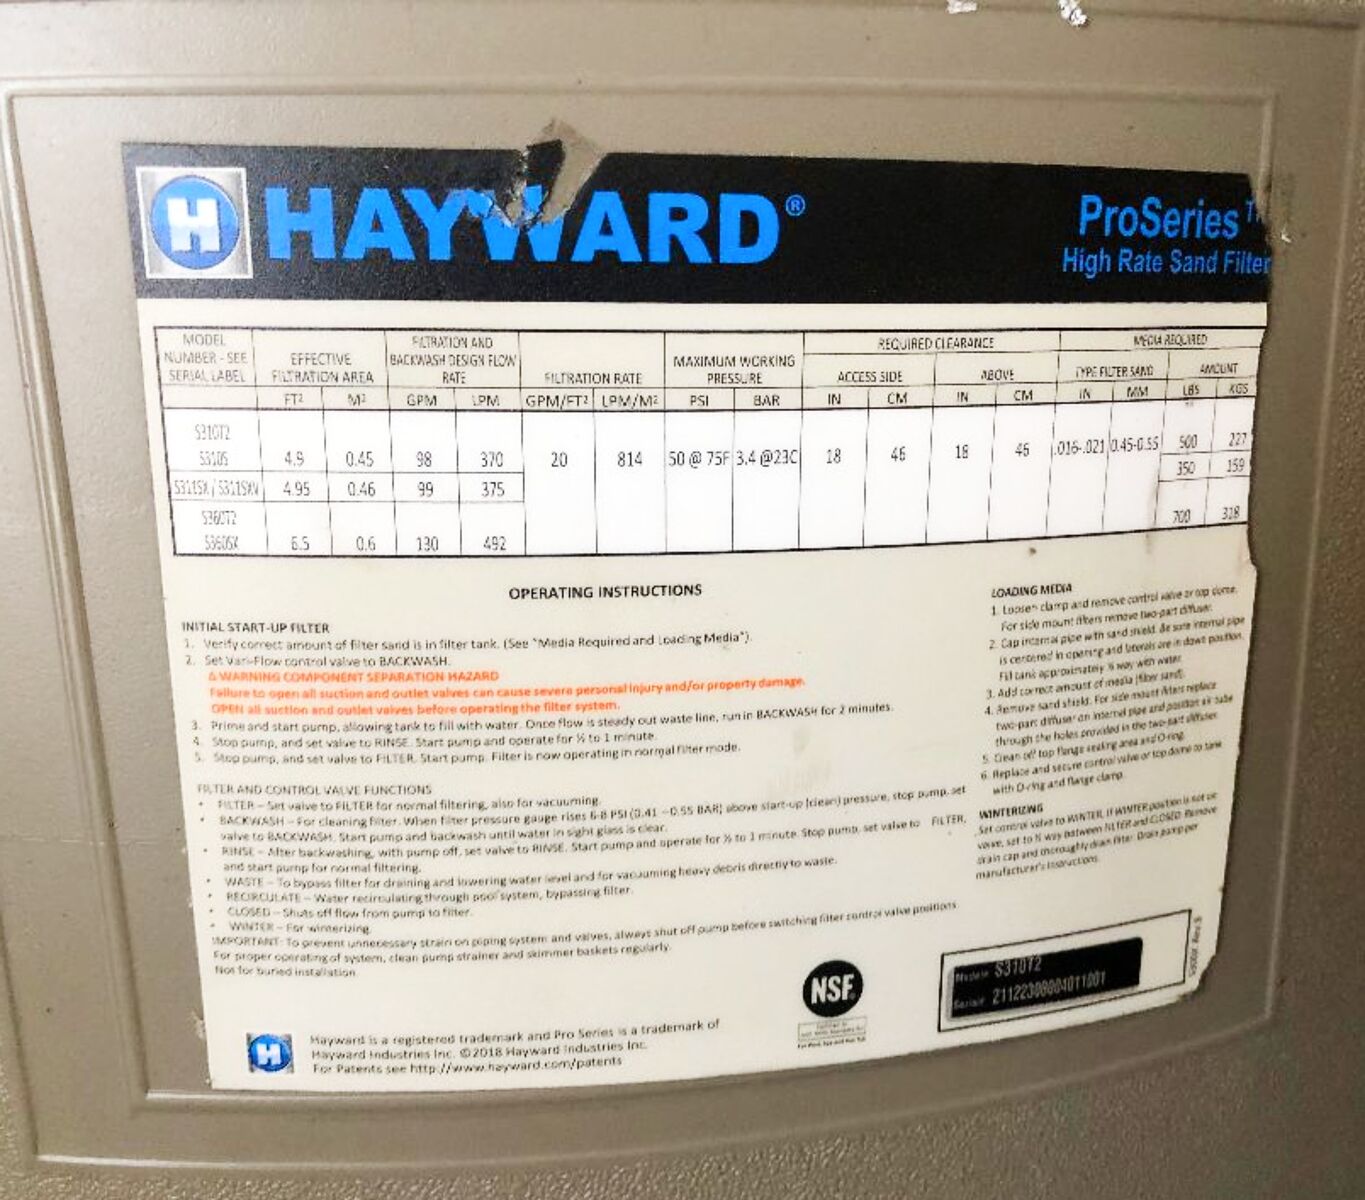 H HAYWARD®
ProSeries™
High Rate Sand Filter
MODEL NUMBER - SEE SERIAL LABEL
EFFECTIVE FILTRATION AREA
FILTRATION AND BACKWASH DESIGN FLOW RATE
FILTRATION RATE
MAXIMUM WORKING PRESSURE
REQUIRED CLEARANCE
ACCESS SIDE
ABOVE
MEDIA REQUIRED
TYPE FILTER SAND
AMOUNT
FT² M² GPM LPM GPM/FT² LPM/M² PSI BAR IN CM IN CM IN MM LBS KGS
S310T2
S310S 4.9 0.45 98 370 20 814 50 @ 75F 3.4 @23C 18 46 18 46 .016-.021 0.45-0.55 500 227
S311SX / S311SXV 4.95 0.46 99 375 350 159
S360T2
S360SX 6.5 0.6 130 492 700 318
OPERATING INSTRUCTIONS
INITIAL START-UP FILTER
1. Verify correct amount of filter sand is in filter tank. (See "Media Required and Loading Media").
2. Set Vari-Flow control valve to BACKWASH.
⚠ WARNING COMPONENT SEPARATION HAZARD
Failure to open all suction and outlet valves can cause severe personal injury and/or property damage.
OPEN all suction and outlet valves before operating the filter system.
3. Prime and start pump, allowing tank to fill with water. Once flow is steady out waste line, run in BACKWASH for 2 minutes.
4. Stop pump, and set valve to RINSE. Start pump and operate for ½ to 1 minute.
5. Stop pump, and set valve to FILTER. Start pump. Filter is now operating in normal filter mode.
FILTER AND CONTROL VALVE FUNCTIONS
• FILTER – Set valve to FILTER for normal filtering, also for vacuuming.
• BACKWASH – For cleaning filter. When filter pressure gauge rises 6-8 PSI (0.41 – 0.55 BAR) above start-up (clean) pressure, stop pump, set
valve to BACKWASH. Start pump and backwash until water in sight glass is clear.
• RINSE – After backwashing, with pump off, set valve to RINSE. Start pump and operate for ½ to 1 minute. Stop pump, set valve to FILTER,
and start pump for normal filtering.
• WASTE – To bypass filter for draining and lowering water level and for vacuuming heavy debris directly to waste.
• RECIRCULATE – Water recirculating through pool system, bypassing filter.
• CLOSED – Shuts off flow from pump to filter.
• WINTER – For winterizing.
IMPORTANT: To prevent unnecessary strain on piping system and valves, always shut off pump before switching filter control valve positions
For proper operating of system, clean pump strainer and skimmer baskets regularly.
Not for buried installation
LOADING MEDIA
1. Loosen clamp and remove control valve or top dome.
For side mount filters remove two-part diffuser.
2. Cap internal pipe with sand shield. Be sure internal pipe
is centered in opening and laterals are in down position.
Fill tank approximately ½ way with water.
3. Add correct amount of media (filter sand).
4. Remove sand shield. For side mount filters replace
two-part diffuser on internal pipe and position air tube
through the holes provided in the two-part diffuser.
5. Clean off top flange sealing area and O-ring.
6. Replace and secure control valve or top dome to tank
with O-ring and flange clamp.
WINTERIZING
Set control valve to WINTER. If WINTER position is not on
valve, set to ½ way between FILTER and CLOSED. Remove
drain cap and thoroughly drain filter. Drain pump per
manufacturer's instructions.
NSF
Model# S310T2
Serial# 21122308004011001
H
Hayward is a registered trademark and Pro Series is a trademark of
Hayward Industries Inc. ©2018 Hayward Industries Inc.
For Patents see http://www.hayward.com/patents